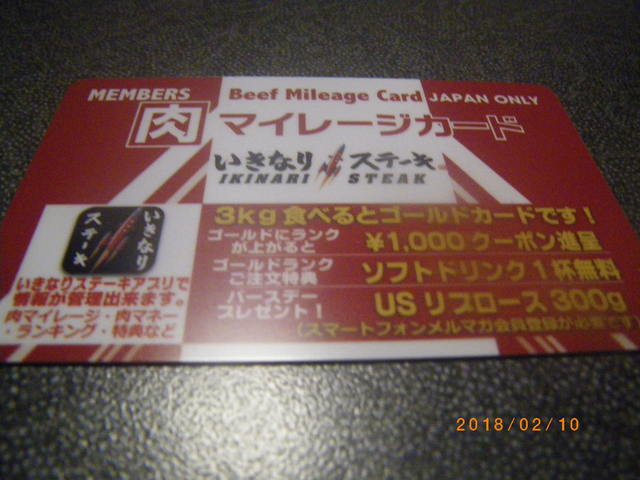 MEMBERS Beef Mileage Card JAPAN ONLY
肉 マイレージカード
いきなりステーキ
IKINARI STEAK
いきなりステーキ
3kg食べるとゴールドカードです!
ゴールドにランクが上がると ¥1,000クーポン進呈
ゴールドランクご注文特典 ソフトドリンク1杯無料
バースデープレゼント! US リブロース 300g
(スマートフォンメルマガ会員登録が必要です)
いきなりステーキアプリで
情報が管理出来ます。
肉マイレージ・肉マネー
・ランキング・特典など
2018/02/10